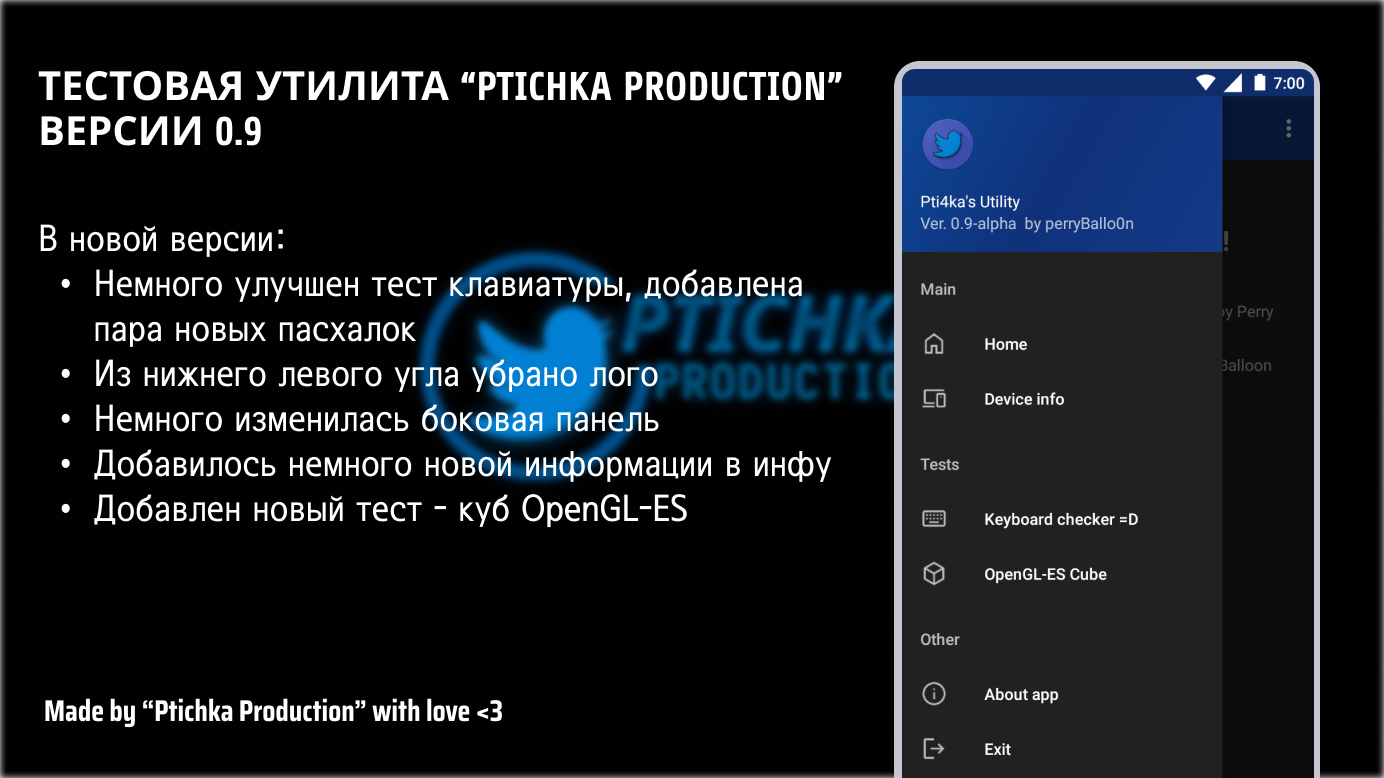 ТЕСТОВАЯ УТИЛИТА “PTICHKA PRODUCTION”
ВЕРСИИ 0.9
В новой версии:
• Немного улучшен тест клавиатуры, добавлена
пара новых пасхалок
• Из нижнего левого угла убрано лого
• Немного изменилась боковая панель
• Добавилось немного новой информации в инфу
• Добавлен новый тест - куб OpenGL-ES
Made by “Ptichka Production” with love <3
PTICHKA
PRODUCTIO
7:00
Pti4ka's Utility
Ver. 0.9-alpha by perryBallo0n
!
by Perry
Balloon
Main
Home
Device info
Tests
Keyboard checker =D
OpenGL-ES Cube
Other
About app
Exit